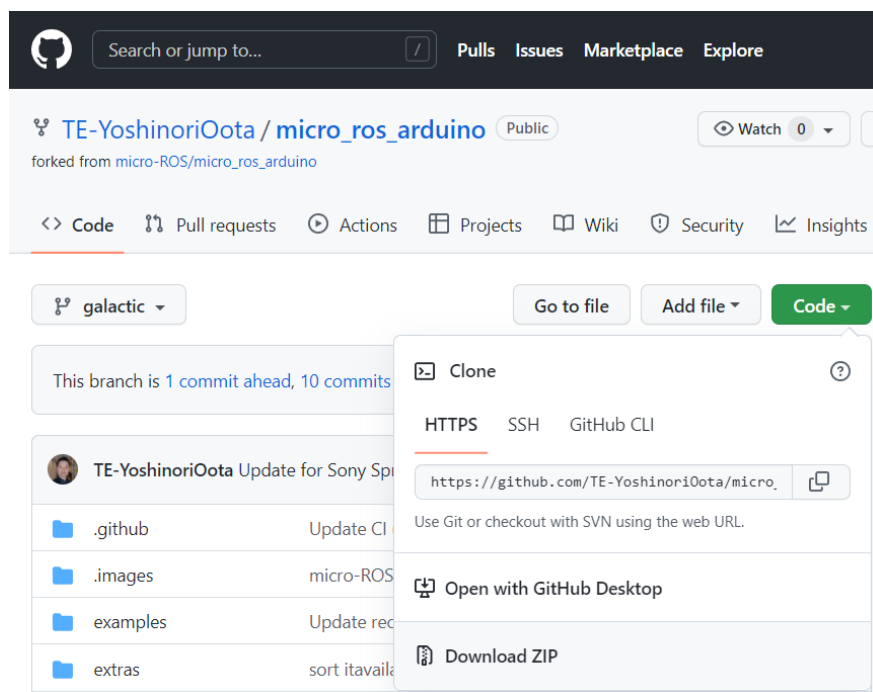 Search or jump to... / Pulls Issues Marketplace Explore
TE-YoshinoriOota / micro_ros_arduino Public Watch 0
forked from micro-ROS/micro_ros_arduino
Code Pull requests Actions Projects Wiki Security Insights
galactic Go to file Add file Code
This branch is 1 commit ahead, 10 commits
Clone ?
HTTPS SSH GitHub CLI
https://github.com/TE-YoshinoriOota/micro_
Use Git or checkout with SVN using the web URL.
Open with GitHub Desktop
Download ZIP
TE-YoshinoriOota Update for Sony
.github Update CI
.images micro-ROS
examples Update
extras sort